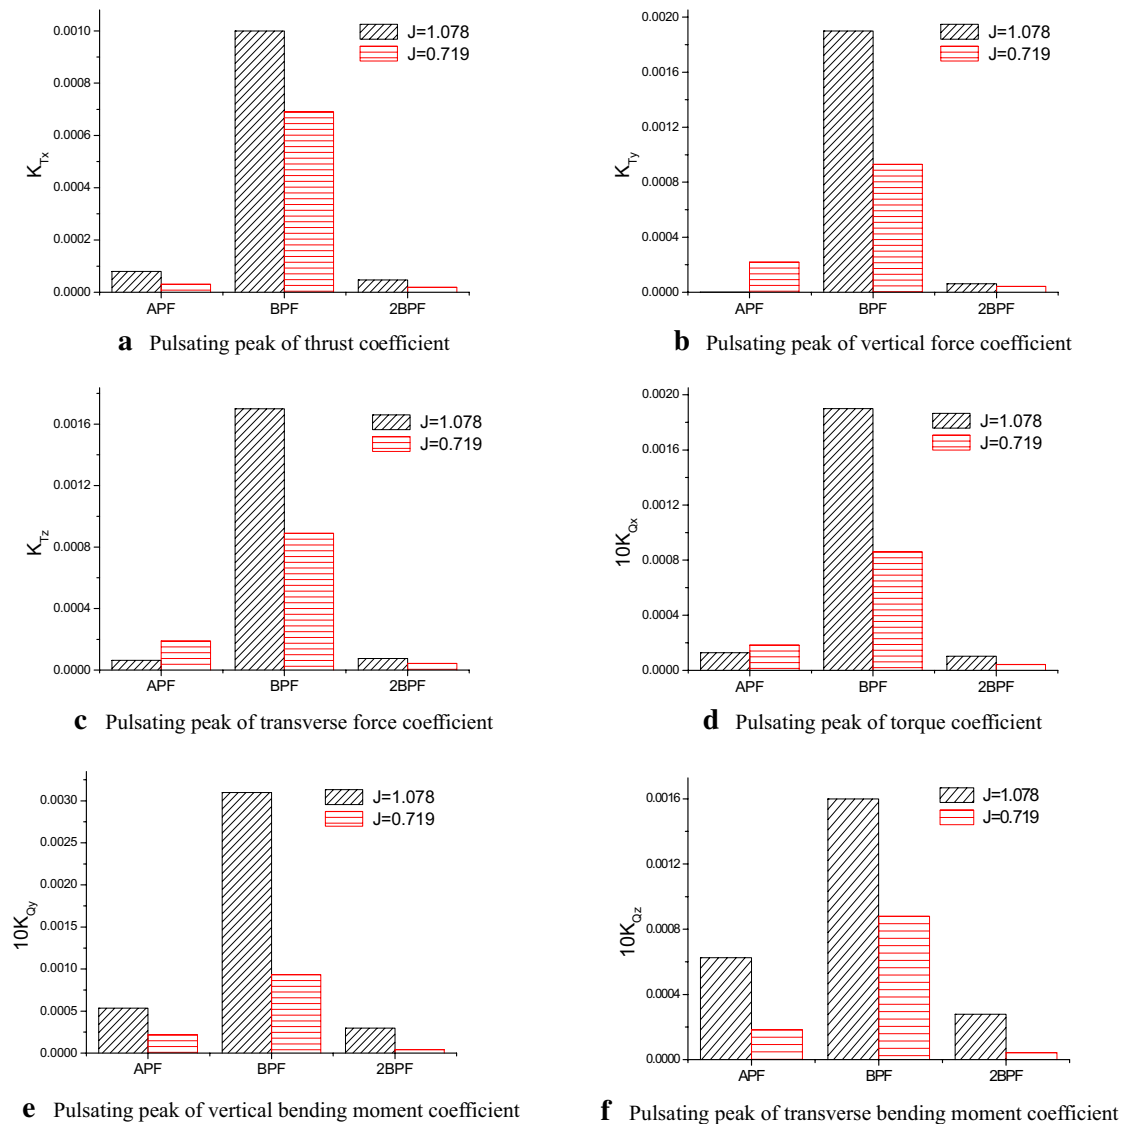 0.0010
0.0008
0.0006
0.0004
0.0002
0.0000
K_Tx
J=1.078
J=0.719
APF BPF 2BPF
a Pulsating peak of thrust coefficient
0.0020
0.0016
0.0012
0.0008
0.0004
0.0000
K_Ty
J=1.078
J=0.719
APF BPF 2BPF
b Pulsating peak of vertical force coefficient
0.0016
0.0012
0.0008
0.0004
0.0000
K_Tz
J=1.078
J=0.719
APF BPF 2BPF
c Pulsating peak of transverse force coefficient
0.0020
0.0016
0.0012
0.0008
0.0004
0.0000
10K_Qx
J=1.078
J=0.719
APF BPF 2BPF
d Pulsating peak of torque coefficient
0.0030
0.0025
0.0020
0.0015
0.0010
0.0005
0.0000
10K_Qy
J=1.078
J=0.719
APF BPF 2BPF
e Pulsating peak of vertical bending moment coefficient
0.0016
0.0012
0.0008
0.0004
0.0000
10K_Qz
J=1.078
J=0.719
APF BPF 2BPF
f Pulsating peak of transverse bending moment coefficient